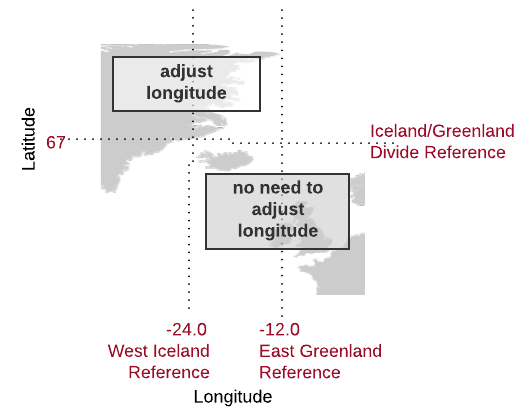 adjust
longitude
Latitude
67
Iceland/Greenland
Divide Reference
no need to
adjust
longitude
-24.0
West Iceland
Reference
-12.0
East Greenland
Reference
Longitude